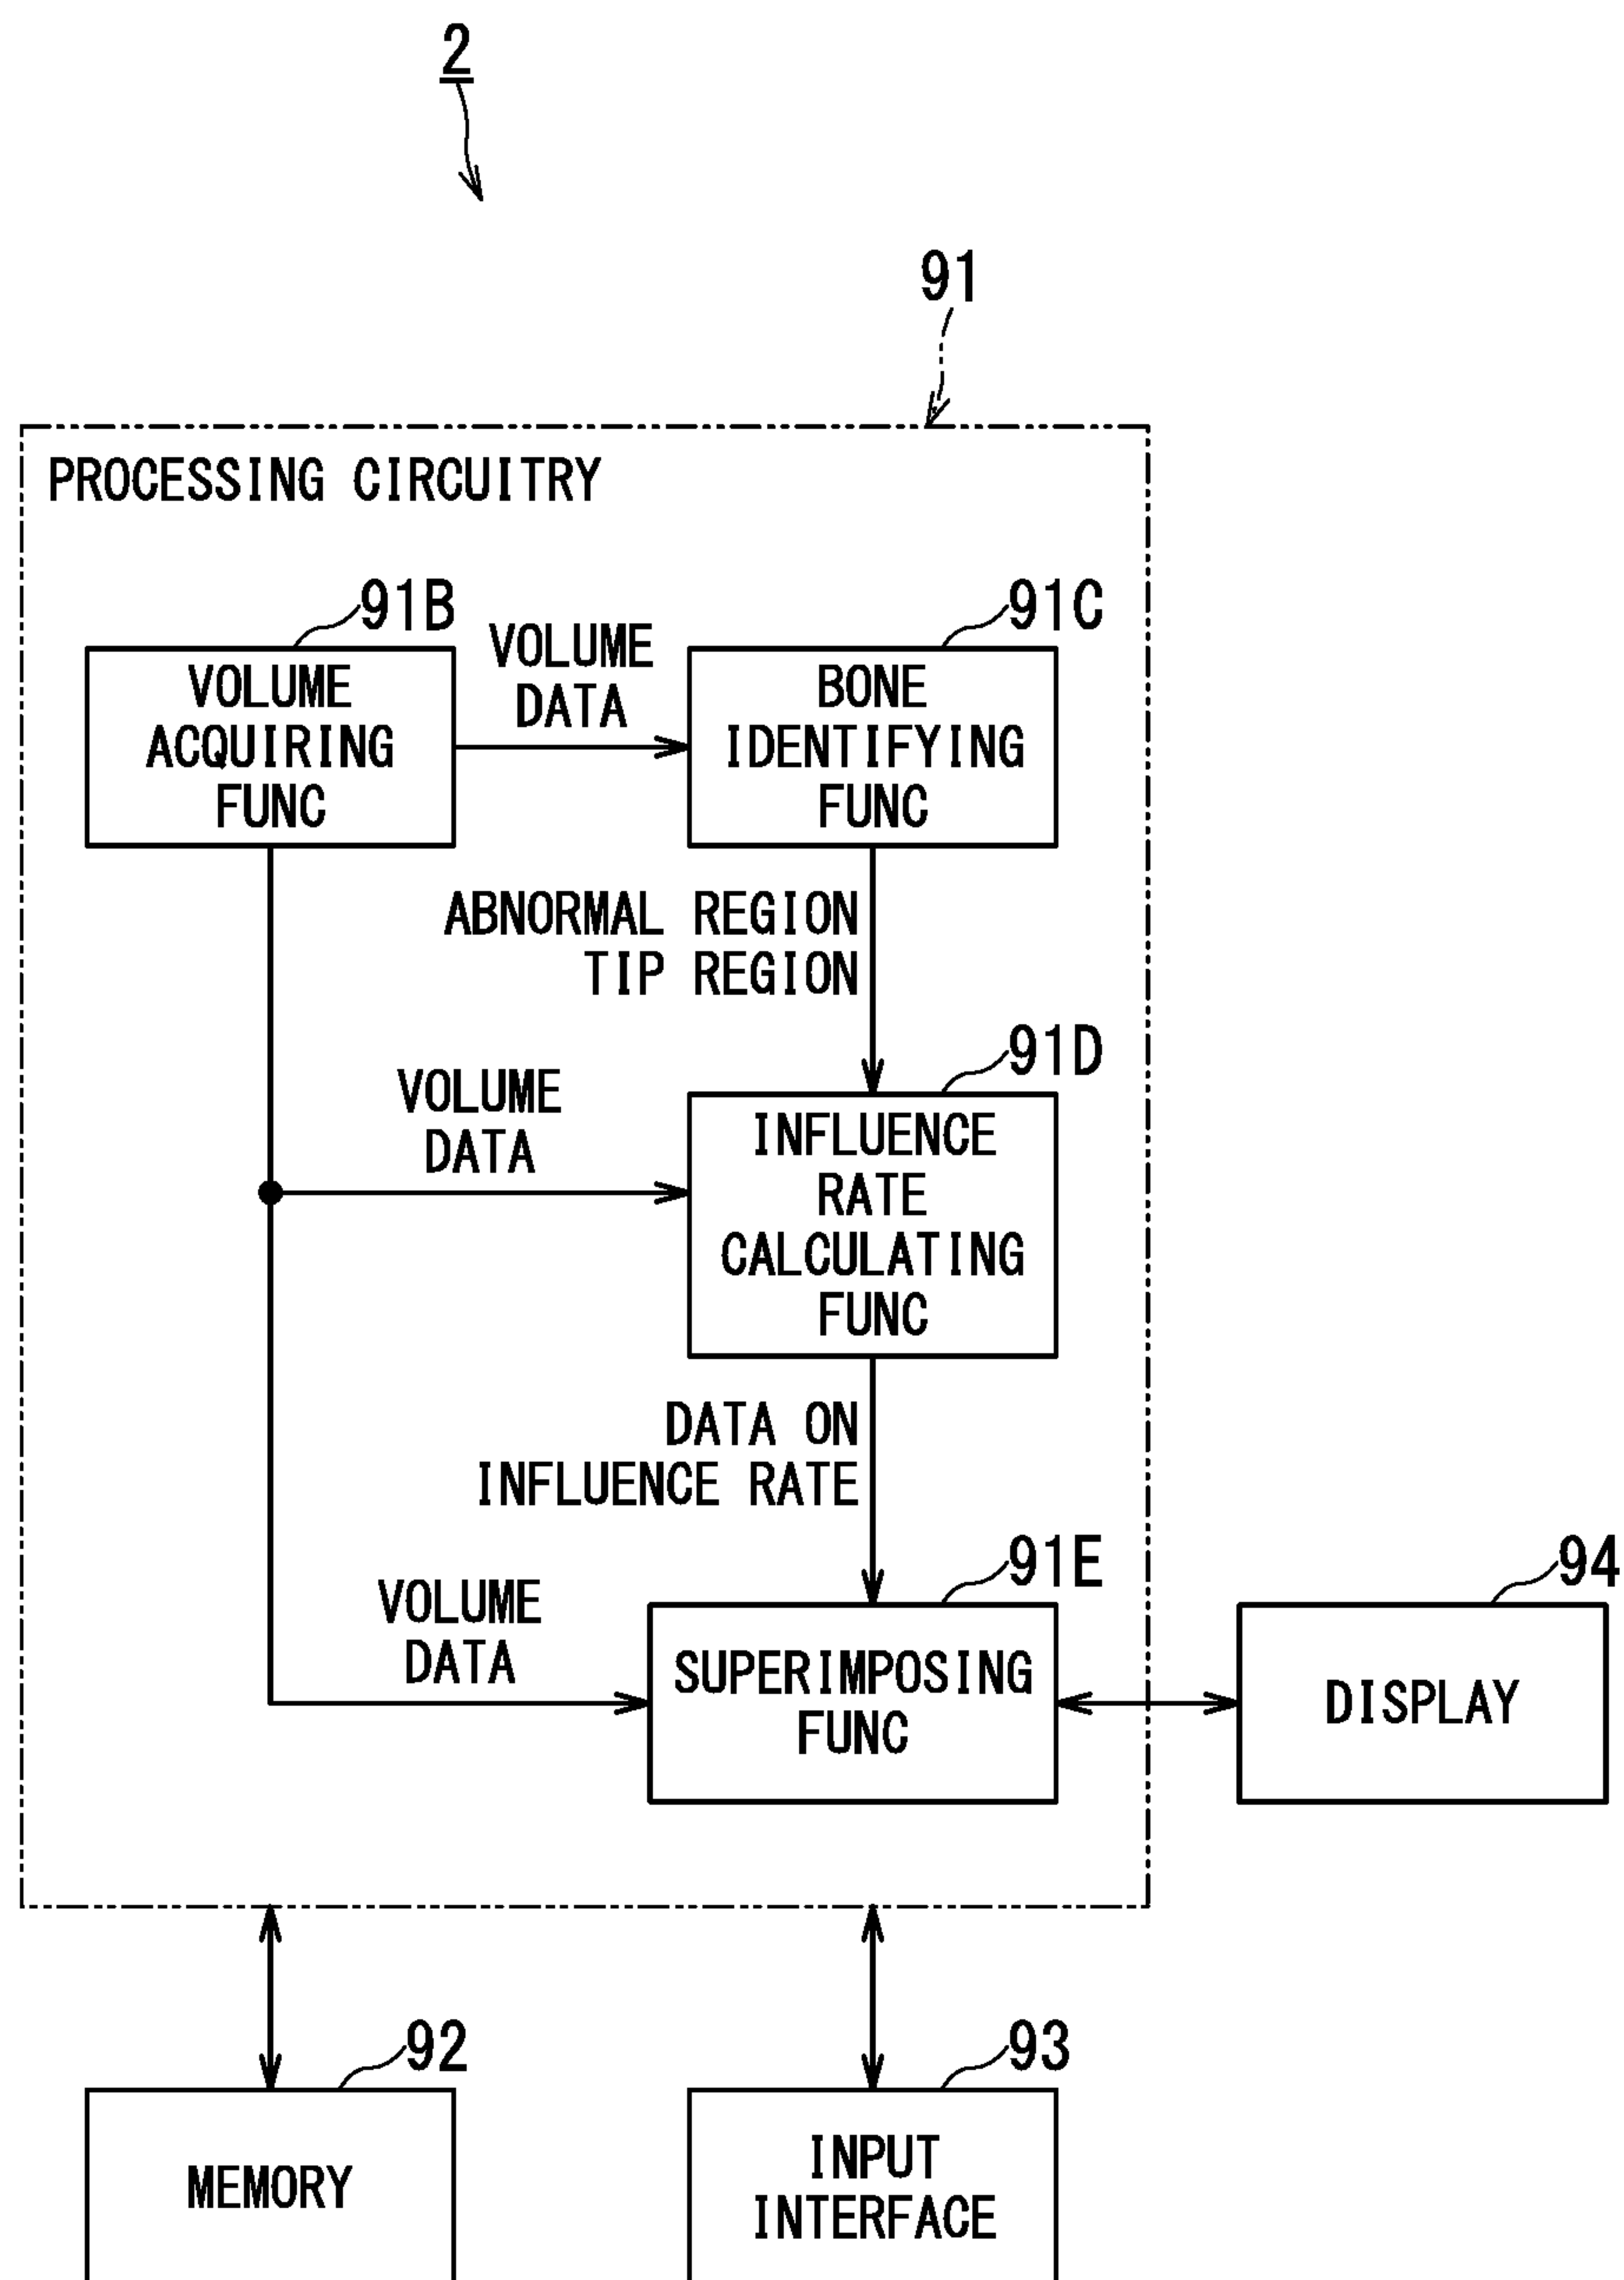 2
91
PROCESSING CIRCUITRY
91B
VOLUME
ACQUIRING
FUNC
VOLUME
DATA
91C
BONE
IDENTIFYING
FUNC
ABNORMAL REGION
TIP REGION
VOLUME
DATA
91D
INFLUENCE
RATE
CALCULATING
FUNC
DATA ON
INFLUENCE RATE
VOLUME
DATA
91E
SUPERIMPOSING
FUNC
94
DISPLAY
92
MEMORY
93
INPUT
INTERFACE